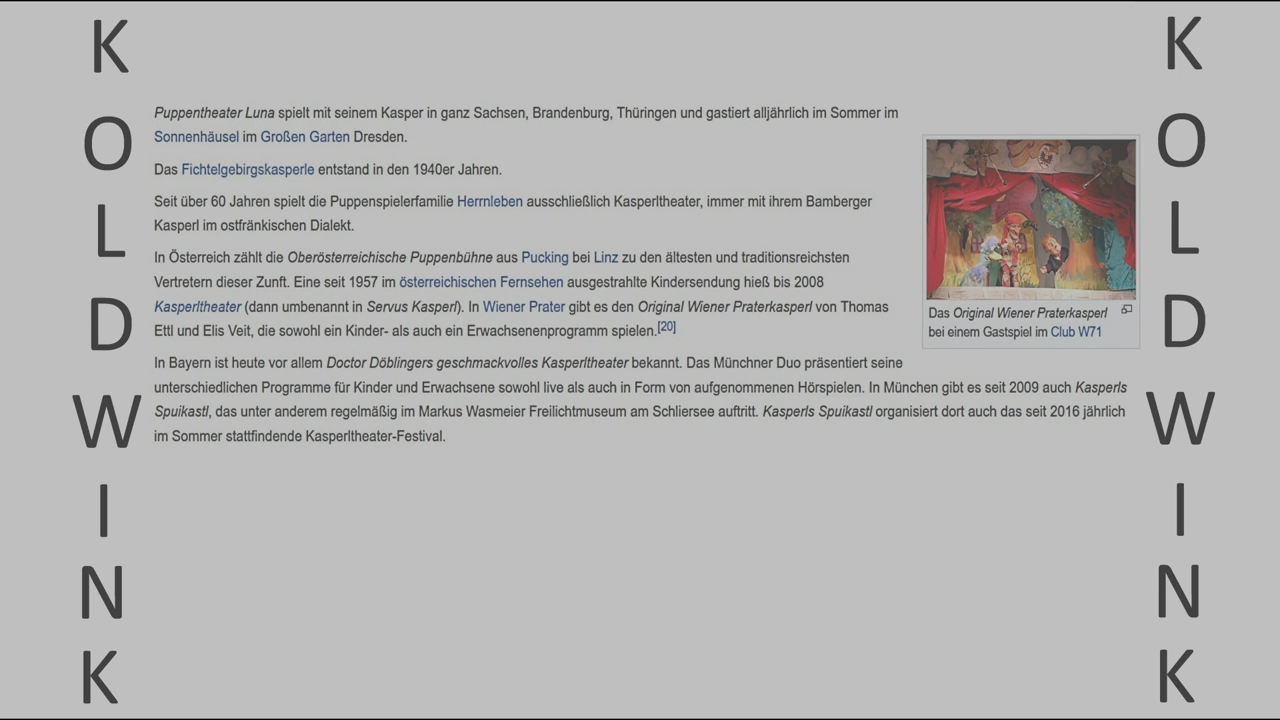 K
O
L
D
W
I
N
K
Puppentheater Luna spielt mit seinem Kasper in ganz Sachsen, Brandenburg, Thüringen und gastiert alljährlich im Sommer im
Sonnenhäusel im Großen Garten Dresden.
Das Fichtelgebirgskasperle entstand in den 1940er Jahren.
Seit über 60 Jahren spielt die Puppenspielerfamilie Herrnleben ausschließlich Kasperltheater, immer mit ihrem Bamberger
Kasperl im ostfränkischen Dialekt.
In Österreich zählt die Oberösterreichische Puppenbühne aus Pucking bei Linz zu den ältesten und traditionsreichsten
Vertretern dieser Zunft. Eine seit 1957 im österreichischen Fernsehen ausgestrahlte Kindersendung hieß bis 2008
Kasperltheater (dann umbenannt in Servus Kasperl). In Wiener Prater gibt es den Original Wiener Praterkasperl von Thomas
Ettl und Elis Veit, die sowohl ein Kinder- als auch ein Erwachsenenprogramm spielen.[20]
In Bayern ist heute vor allem Doctor Döblingers geschmackvolles Kasperltheater bekannt. Das Münchner Duo präsentiert seine
unterschiedlichen Programme für Kinder und Erwachsene sowohl live als auch in Form von aufgenommenen Hörspielen. In München gibt es seit 2009 auch Kasperls
Spuikastl, das unter anderem regelmäßig im Markus Wasmeier Freilichtmuseum am Schliersee auftritt. Kasperls Spuikastl organisiert dort auch das seit 2016 jährlich
im Sommer stattfindende Kasperltheater-Festival.
Das Original Wiener Praterkasperl
bei einem Gastspiel im Club W71
K
O
L
D
W
I
N
K